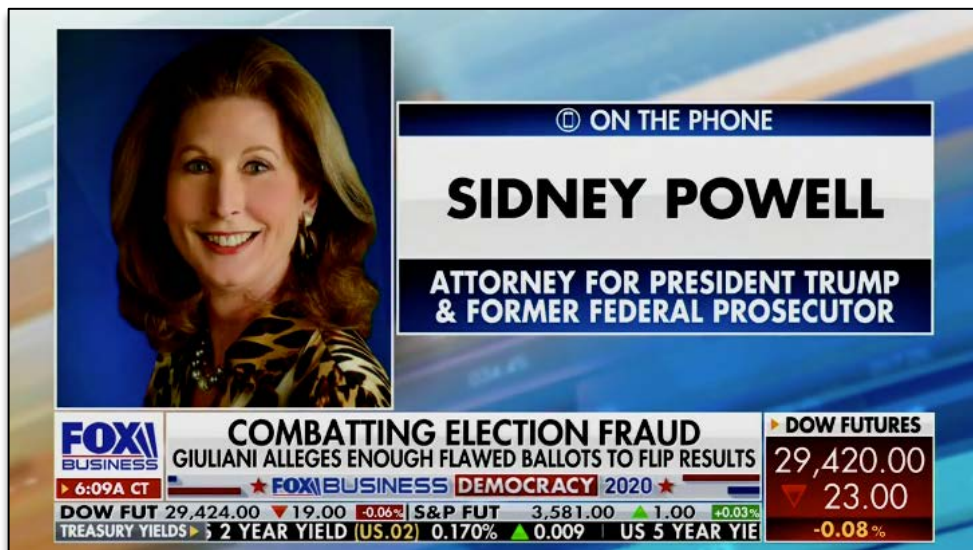 ON THE PHONE
SIDNEY POWELL
ATTORNEY FOR PRESIDENT TRUMP
& FORMER FEDERAL PROSECUTOR
FOX
BUSINESS
6:09A CT
COMBATTING ELECTION FRAUD
GIULIANI ALLEGES ENOUGH FLAWED BALLOTS TO FLIP RESULTS
FOX BUSINESS DEMOCRACY 2020
DOW FUTURES
29,420.00
▼ 23.00
-0.08%
DOW FUT 29,424.00 ▼19.00 -0.06% S&P FUT 3,581.00 ▲ 1.00 +0.03%
TREASURY YIELDS 2 YEAR YIELD (US.02) 0.170% ▲ 0.009 US 5 YEAR YIE